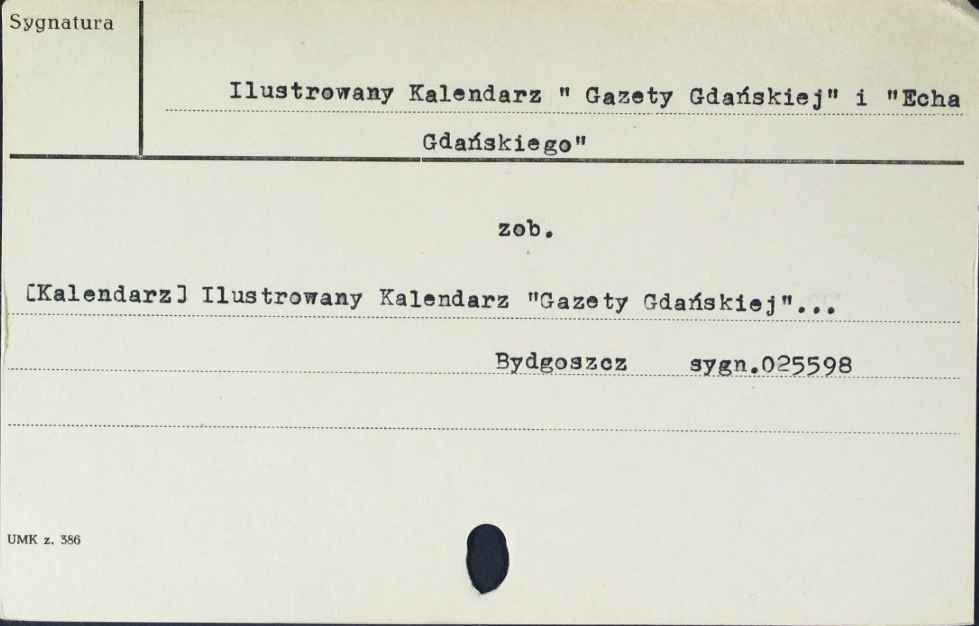 Sygnatura
Ilustrowany Kalendarz " Gazety Gdańskiej" i "Echa
Gdańskiego"
zob.
[Kalendarz] Ilustrowany Kalendarz "Gazety Gdańskiej"...
Bydgoszcz sygn.025598
UMK z. 386